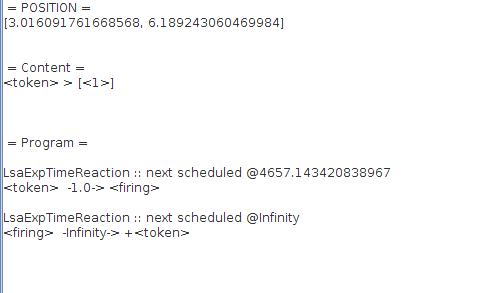 = POSITION =
[3.016091761668568, 6.189243060469984]
= Content =
<token> > [<1>]
= Program =
LsaExpTimeReaction :: next scheduled @4657.143420838967
<token>  -1.0-> <firing>
LsaExpTimeReaction :: next scheduled @Infinity
<firing>  -Infinity-> +<token>